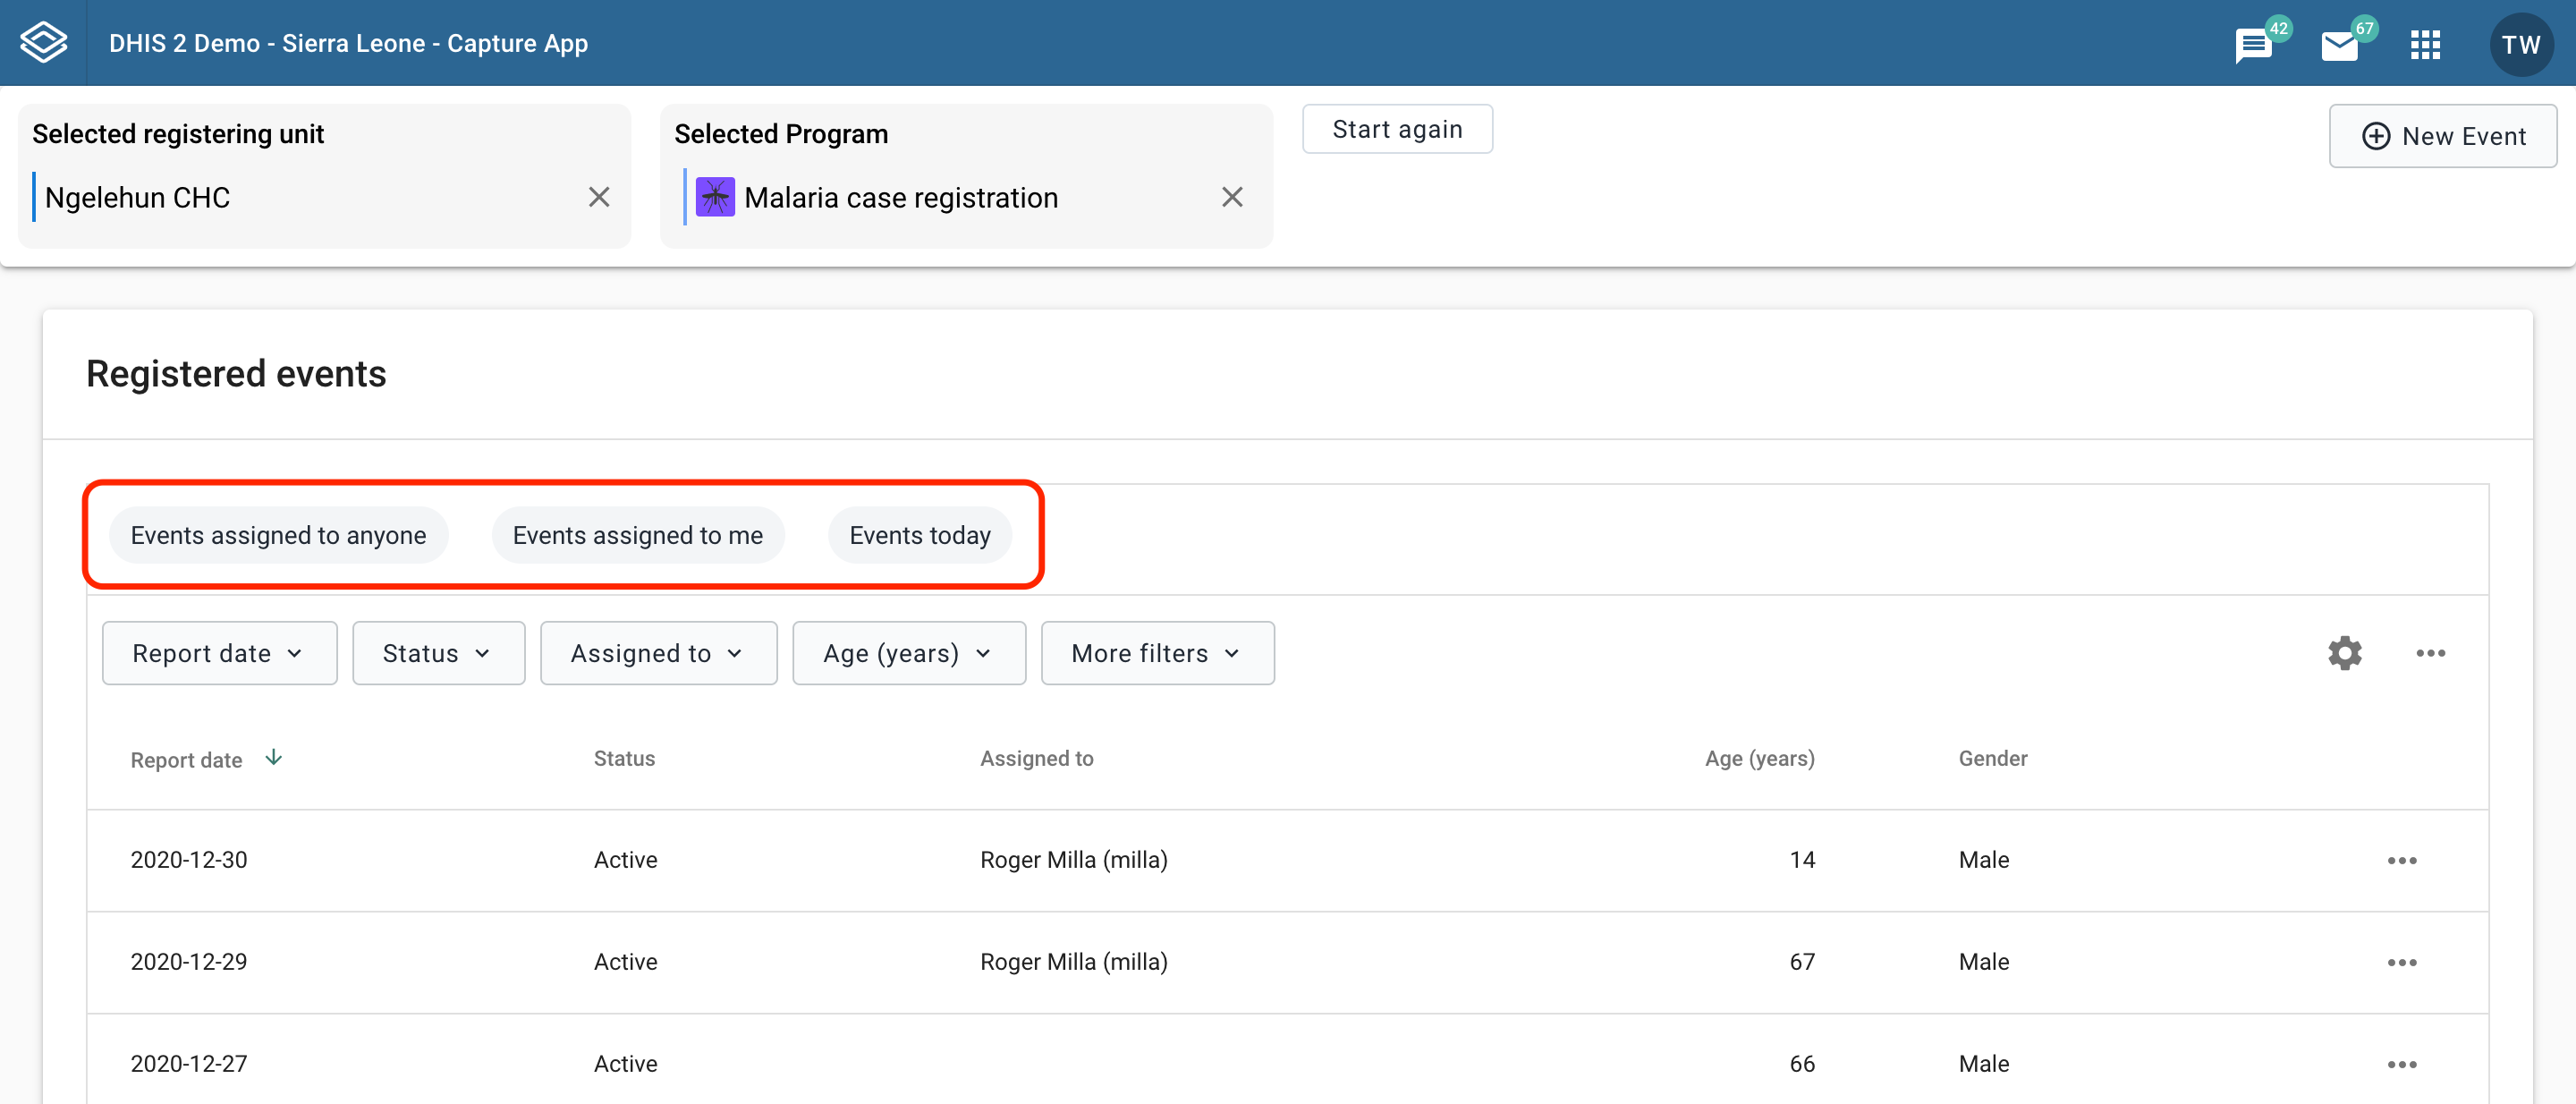 DHIS 2 Demo - Sierra Leone - Capture App
42
67
TW
Selected registering unit
Ngelehun CHC
Selected Program
Malaria case registration
Start again
New Event
Registered events
Events assigned to anyone
Events assigned to me
Events today
Report date
Status
Assigned to
Age (years)
More filters
Report date Status Assigned to Age (years) Gender
2020-12-30 Active Roger Milla (milla) 14 Male
2020-12-29 Active Roger Milla (milla) 67 Male
2020-12-27 Active 66 Male